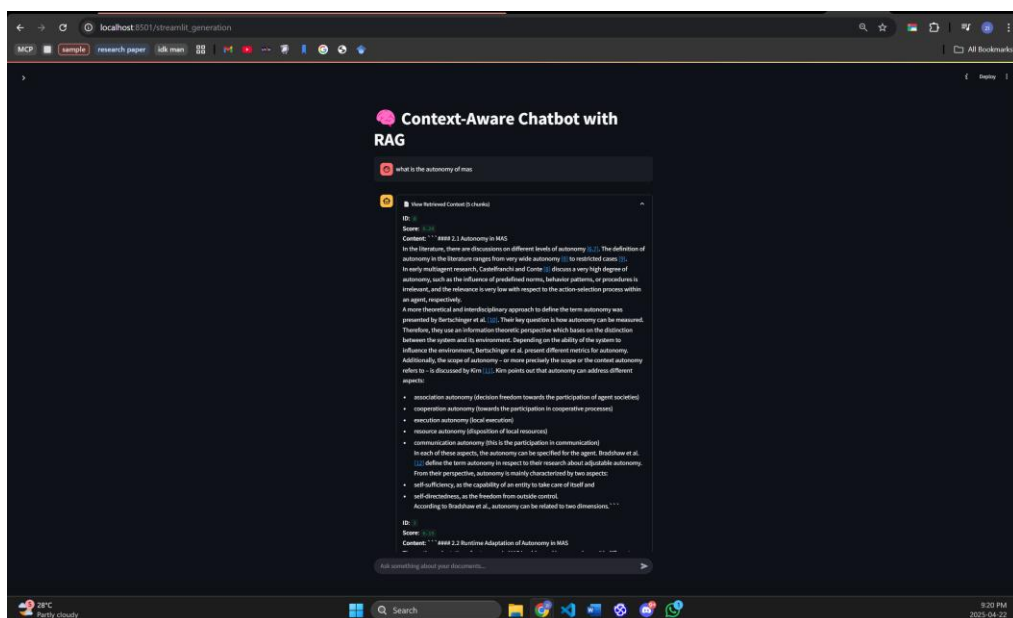 localhost:8501/streamlit_generation
MCP sample research paper idk man All Bookmarks
Deploy
Context-Aware Chatbot with
RAG
what is the autonomy of mas
View Retrieved Context (5 chunks)
ID:
Score:
Content: ```#### 2.1 Autonomy in MAS
In the literature, there are discussions on different levels of autonomy [6,7]. The definition of
autonomy in the literature ranges from very wide autonomy [8] to restricted cases [9].
In early multiagent research, Castelfranchi and Conte [8] discuss a very high degree of
autonomy, such as the influence of predefined norms, behavior patterns, or procedures is
irrelevant, and the relevance is very low with respect to the action-selection process within
an agent, respectively.
A more theoretical and interdisciplinary approach to define the term autonomy was
presented by Bertschinger et al. [10]. Their key question is how autonomy can be measured.
Therefore, they use an information theoretic perspective which bases on the distinction
between the system and its environment. Depending on the ability of the system to
influence the environment, Bertschinger et al. present different metrics for autonomy.
Additionally, the scope of autonomy – or more precisely the scope or the context autonomy
refers to – is discussed by Kim [11]. Kim points out that autonomy can address different
aspects:
• association autonomy (decision freedom towards the participation of agent societies)
• cooperation autonomy (towards the participation in cooperative processes)
• execution autonomy (local execution)
• resource autonomy (disposition of local resources)
• communication autonomy (this is the participation in communication)
In each of these aspects, the autonomy can be specified for the agent. Bradshaw et al.
[12] define the term autonomy in respect to their research about adjustable autonomy.
From their perspective, autonomy is mainly characterized by two aspects:
• self-sufficiency, as the capability of an entity to take care of itself and
• self-directedness, as the freedom from outside control.
According to Bradshaw et al., autonomy can be related to two dimensions.```
ID:
Score:
Content: ```#### 2.2 Runtime Adaptation of Autonomy in MAS
Ask something about your documents...
28°C
Partly cloudy
Search
9:20 PM
2025-04-22